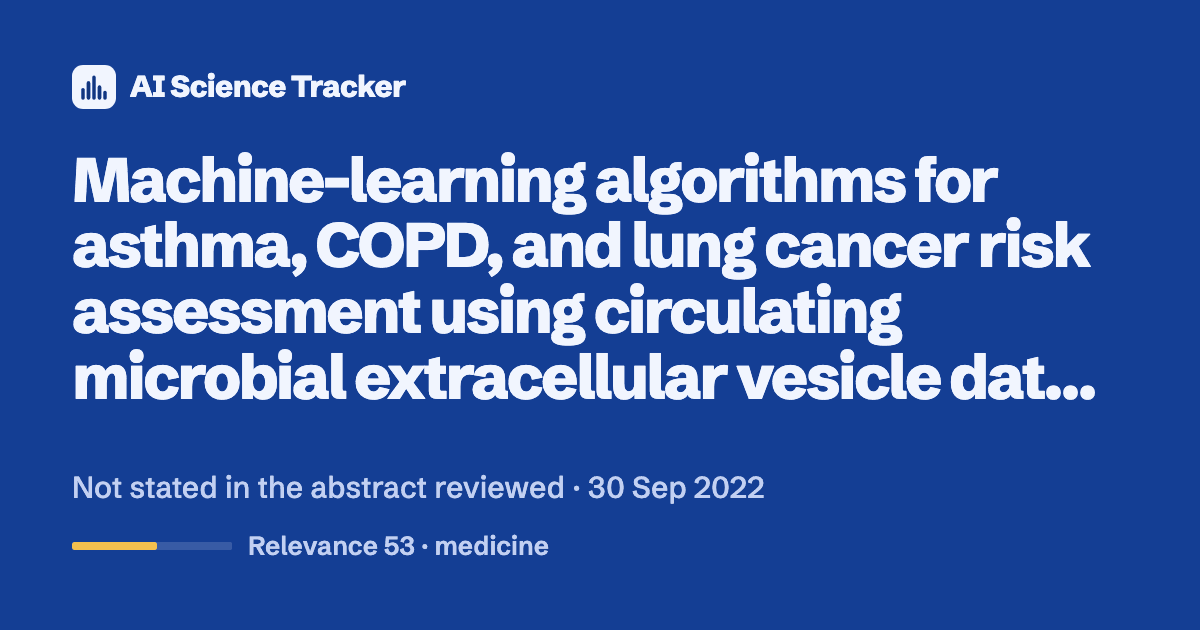 AI Science Tracker
Machine-learning algorithms for
asthma, COPD, and lung cancer risk
assessment using circulating
microbial extracellular vesicle dat...
Not stated in the abstract reviewed · 30 Sep 2022
Relevance 53 · medicine